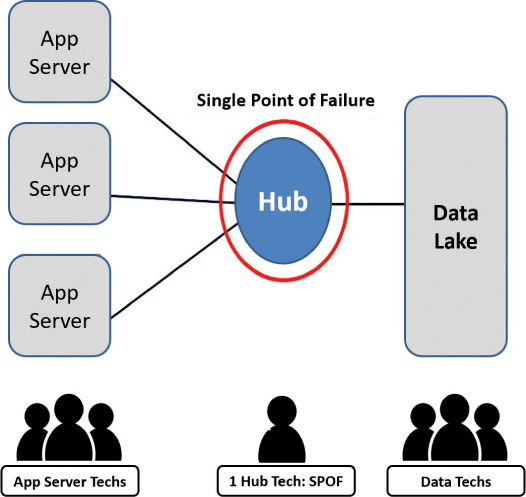 App
Server
Single Point of Failure
App
Server
Hub
Data
Lake
App
Server
App Server Techs
1 Hub Tech: SPOF
Data Techs